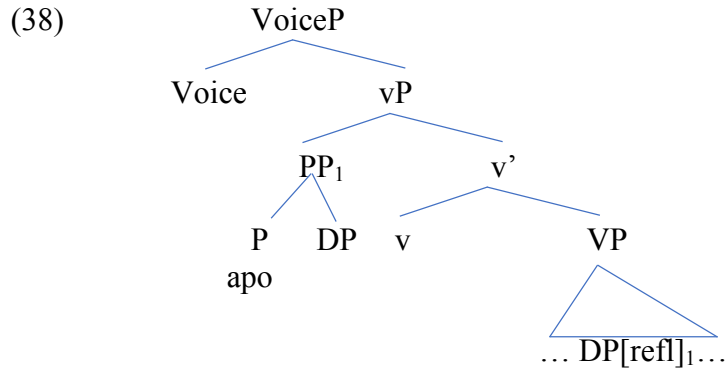 (38) VoiceP
Voice vP
PP₁ v’
P DP v VP
apo
… DP[refl]₁…